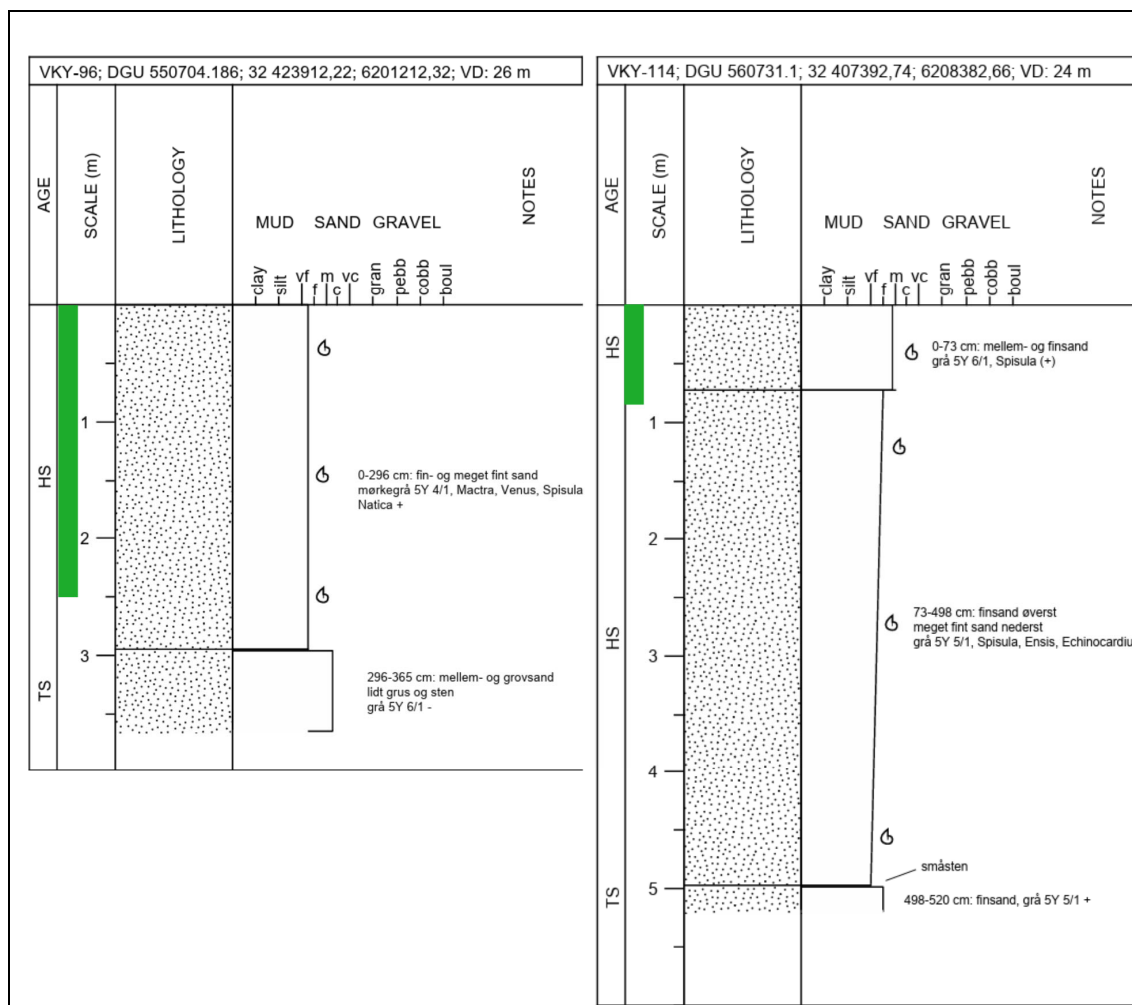 VKY-96; DGU 550704.186; 32 423912,22; 6201212,32; VD: 26 m
AGE
SCALE (m)
LITHOLOGY
MUD SAND GRAVEL
NOTES
clay
silt
vf
f
m
c
vc
gran
pebb
cobb
boul
HS
TS
1
2
3
0-296 cm: fin- og meget fint sand
mørkegrå 5Y 4/1, Mactra, Venus, Spisula
Natica +
296-365 cm: mellem- og grovsand
lidt grus og sten
grå 5Y 6/1 -
VKY-114; DGU 560731.1; 32 407392,74; 6208382,66; VD: 24 m
AGE
SCALE (m)
LITHOLOGY
MUD SAND GRAVEL
NOTES
clay
silt
vf
f
m
c
vc
gran
pebb
cobb
boul
HS
HS
TS
1
2
3
4
5
0-73 cm: mellem- og finsand
grå 5Y 6/1, Spisula (+)
73-498 cm: finsand øverst
meget fint sand nederst
grå 5Y 5/1, Spisula, Ensis, Echinocardiu
småsten
498-520 cm: finsand, grå 5Y 5/1 +